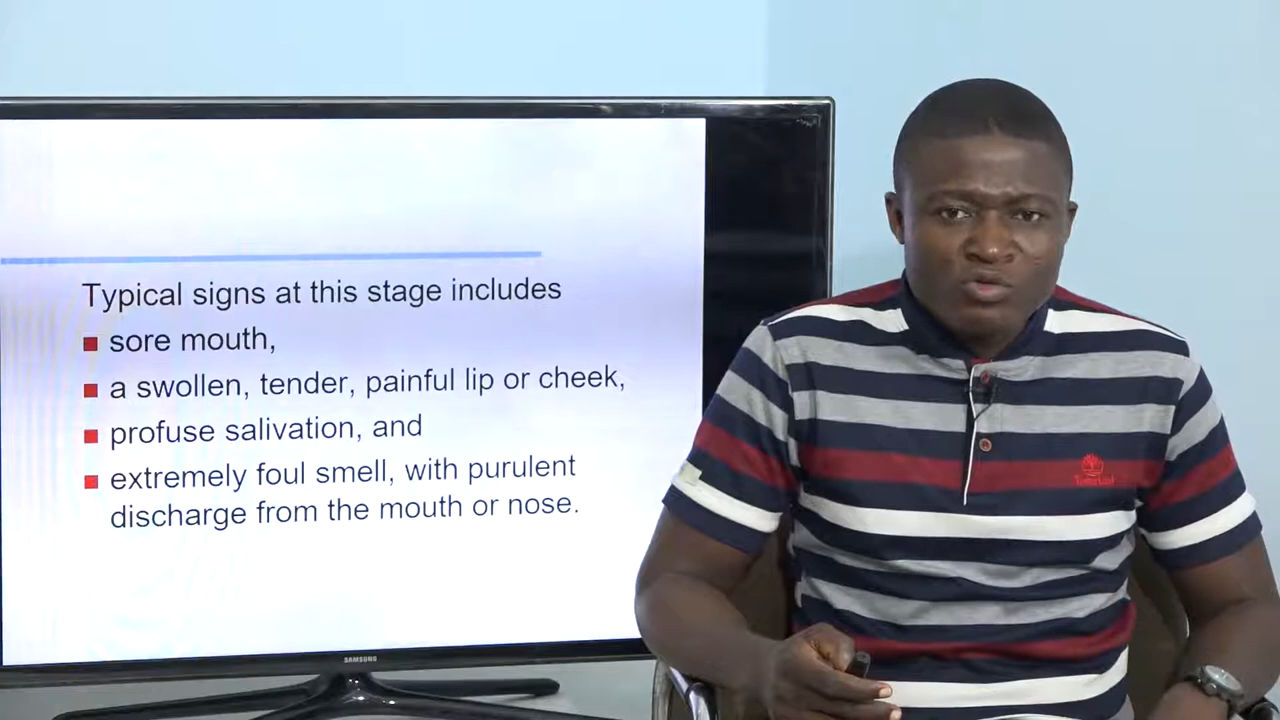 Typical signs at this stage includes
sore mouth,
a swollen, tender, painful lip or cheek,
profuse salivation, and
extremely foul smell, with purulent
discharge from the mouth or nose.
SAMSUNG
Timberland